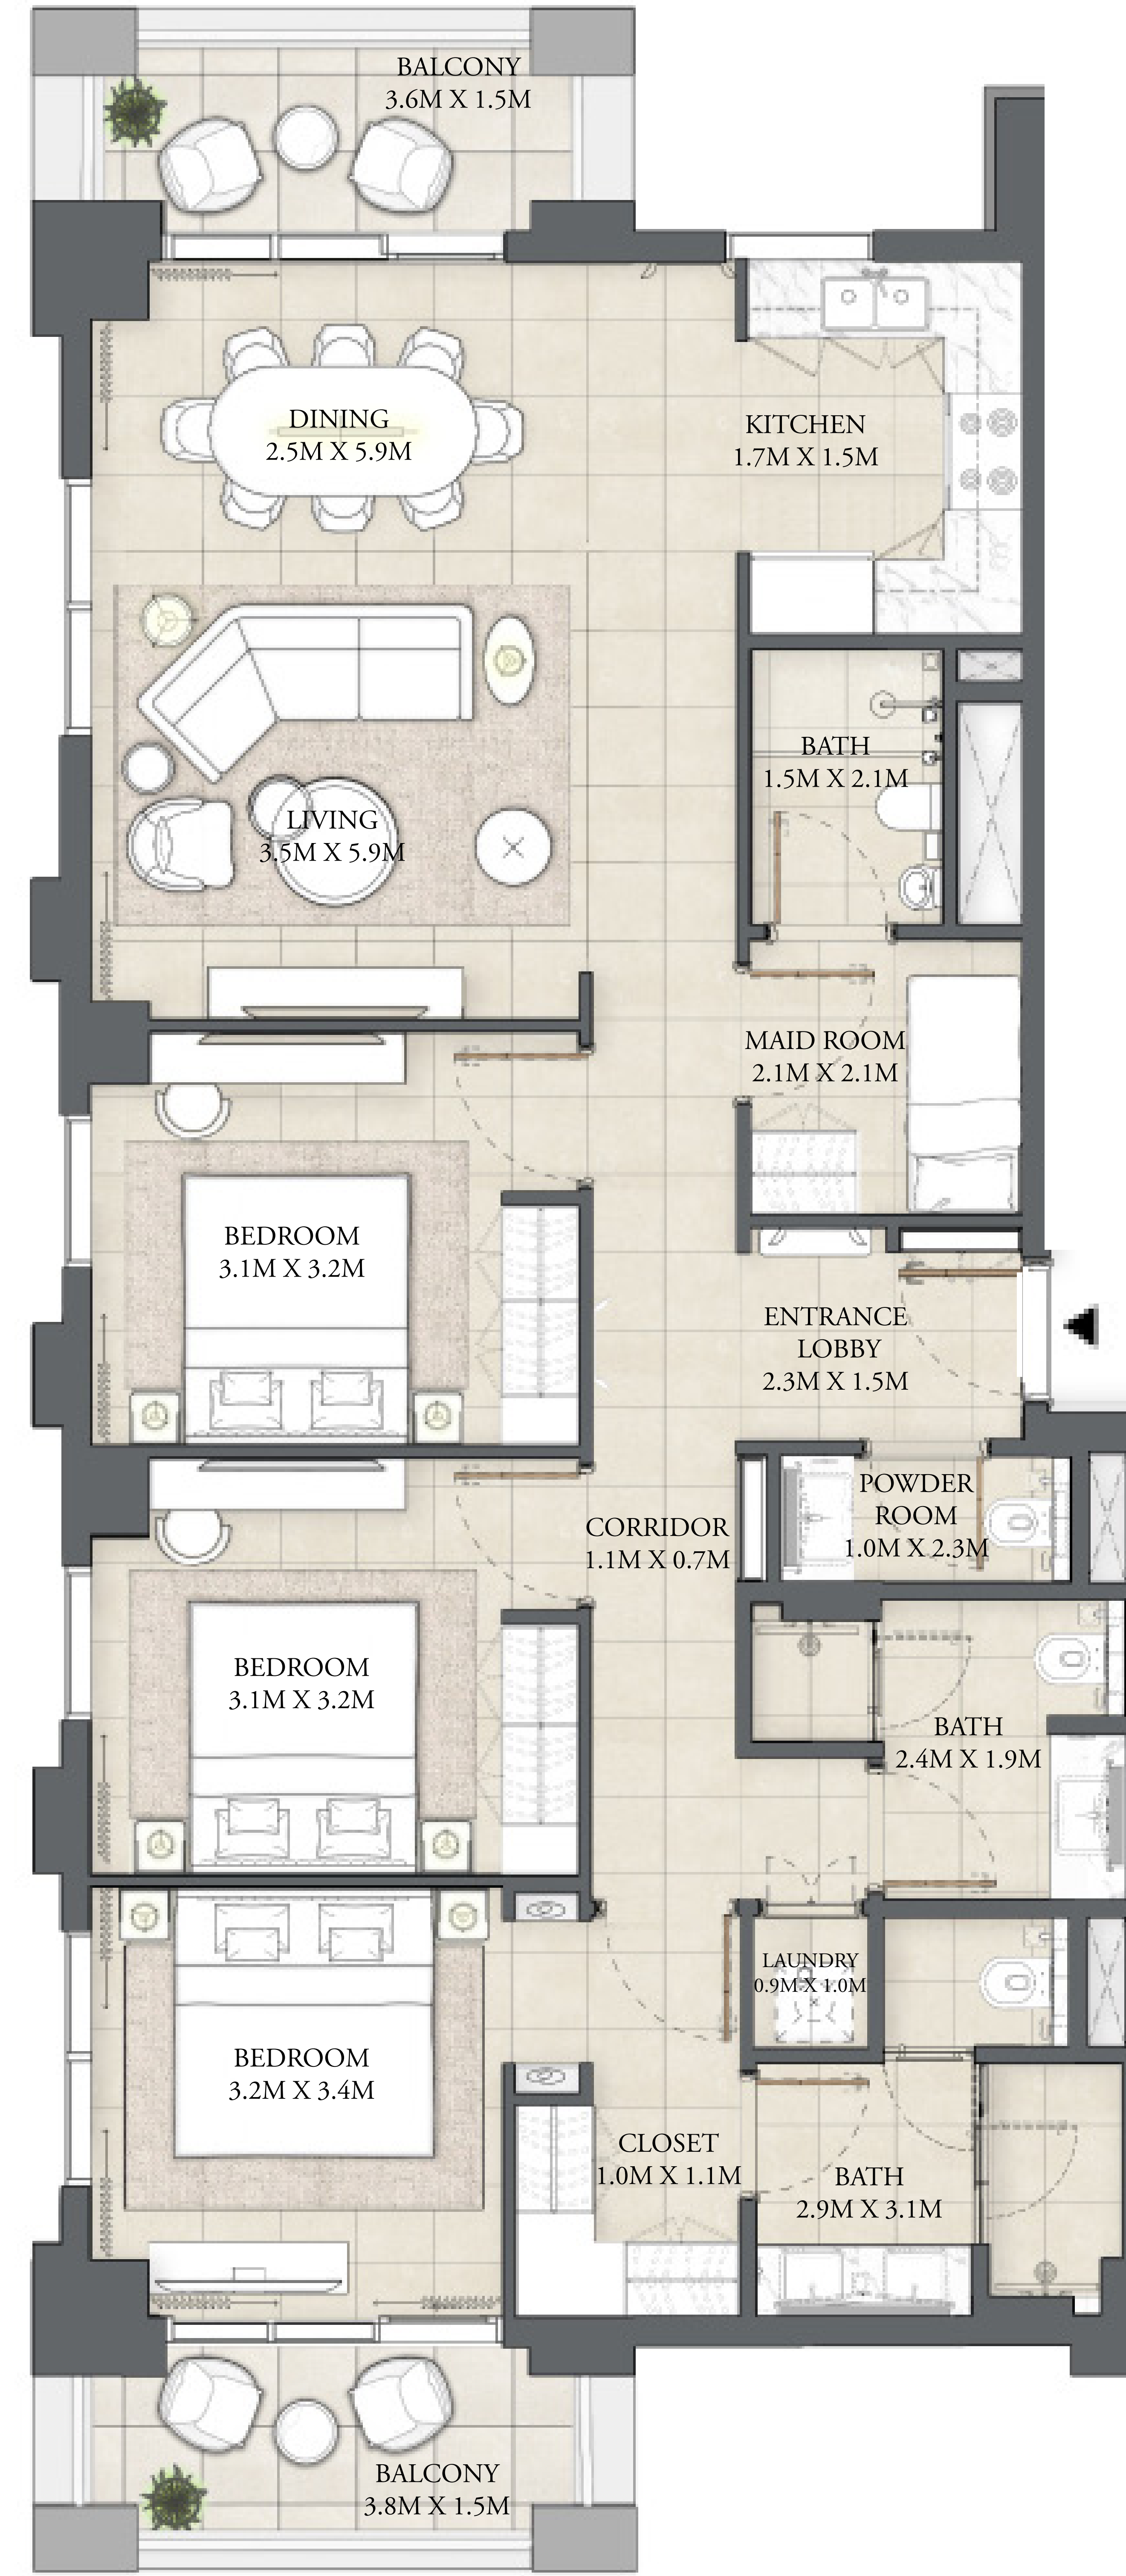 BALCONY
3.6M X 1.5M
DINING
2.5M X 5.9M
KITCHEN
1.7M X 1.5M
BATH
1.5M X 2.1M
LIVING
3.5M X 5.9M
MAID ROOM
2.1M X 2.1M
BEDROOM
3.1M X 3.2M
ENTRANCE
LOBBY
2.3M X 1.5M
POWDER
ROOM
1.0M X 2.3M
CORRIDOR
1.1M X 0.7M
BEDROOM
3.1M X 3.2M
BATH
2.4M X 1.9M
LAUNDRY
0.9M X 1.0M
BEDROOM
3.2M X 3.4M
CLOSET
1.0M X 1.1M
BATH
2.9M X 3.1M
BALCONY
3.8M X 1.5M